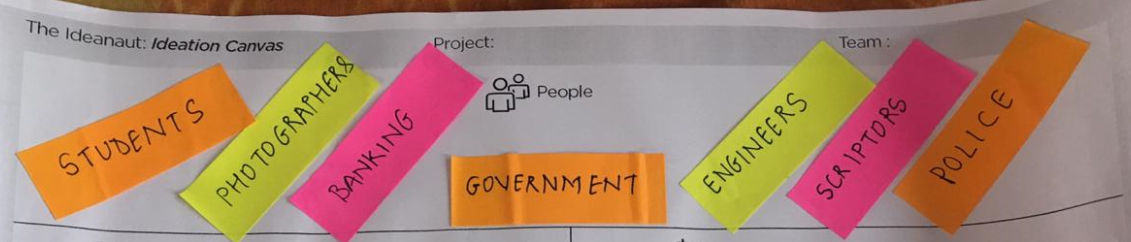 The Ideanaut: Ideation Canvas
Project:
Team :
People
STUDENTS
PHOTOGRAPHERS
BANKING
GOVERNMENT
ENGINEERS
SCRIPTORS
POLICE